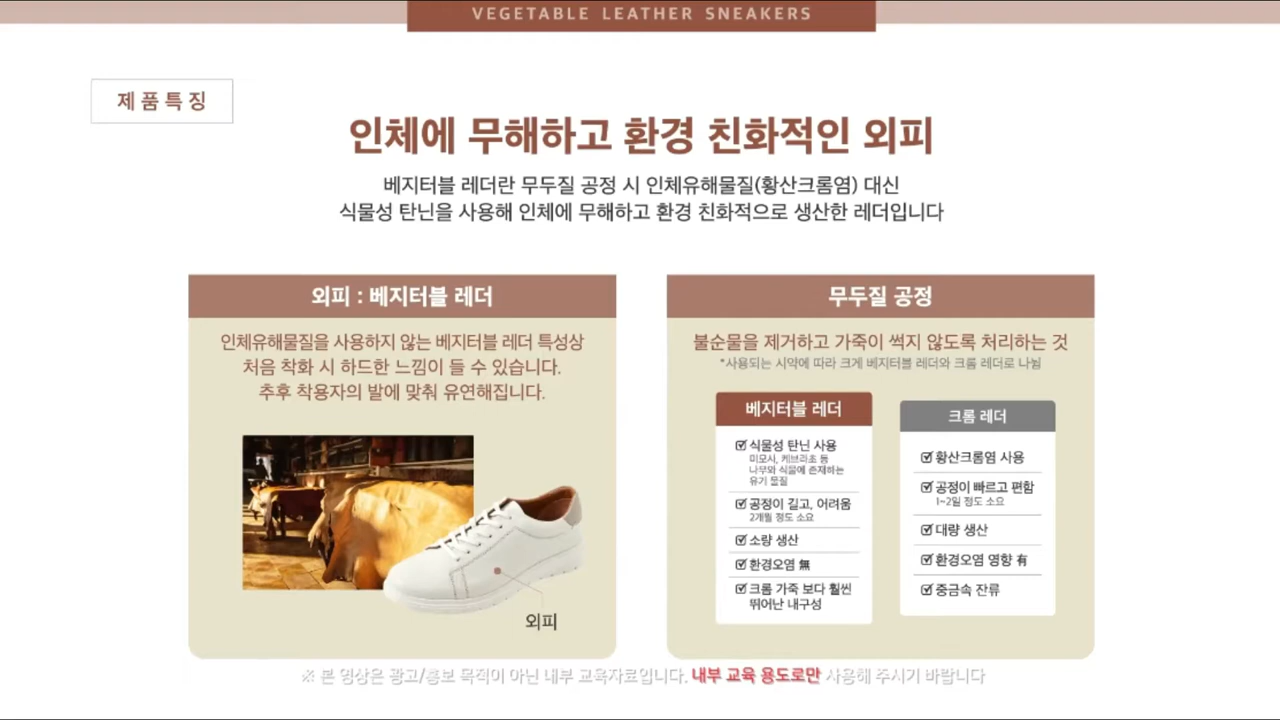 VEGETABLE LEATHER SNEAKERS
제품특징
인체에 무해하고 환경 친화적인 외피
베지터블 레더란 무두질 공정 시 인체유해물질(황산크롬염) 대신
식물성 탄닌을 사용해 인체에 무해하고 환경 친화적으로 생산한 레더입니다
외피 : 베지터블 레더
인체유해물질을 사용하지 않는 베지터블 레더 특성상
처음 착화 시 하드한 느낌이 들 수 있습니다.
추후 착용자의 발에 맞춰 유연해집니다.
외피
무두질 공정
불순물을 제거하고 가죽이 썩지 않도록 처리하는 것
*사용되는 시약에 따라 크게 베지터블 레더와 크롬 레더로 나뉨
베지터블 레더
식물성 탄닌 사용
미모사, 케브라초 등
나무와 식물에 존재하는
유기 물질
공정이 길고, 어려움
2개월 정도 소요
소량 생산
환경오염 無
크롬 가죽 보다 훨씬
뛰어난 내구성
크롬 레더
황산크롬염 사용
공정이 빠르고 편함
1~2일 정도 소요
대량 생산
환경오염 영향 有
중금속 잔류
※ 본 영상은 광고/홍보 목적이 아닌 내부 교육자료입니다. 내부 교육 용도로만 사용해 주시기 바랍니다